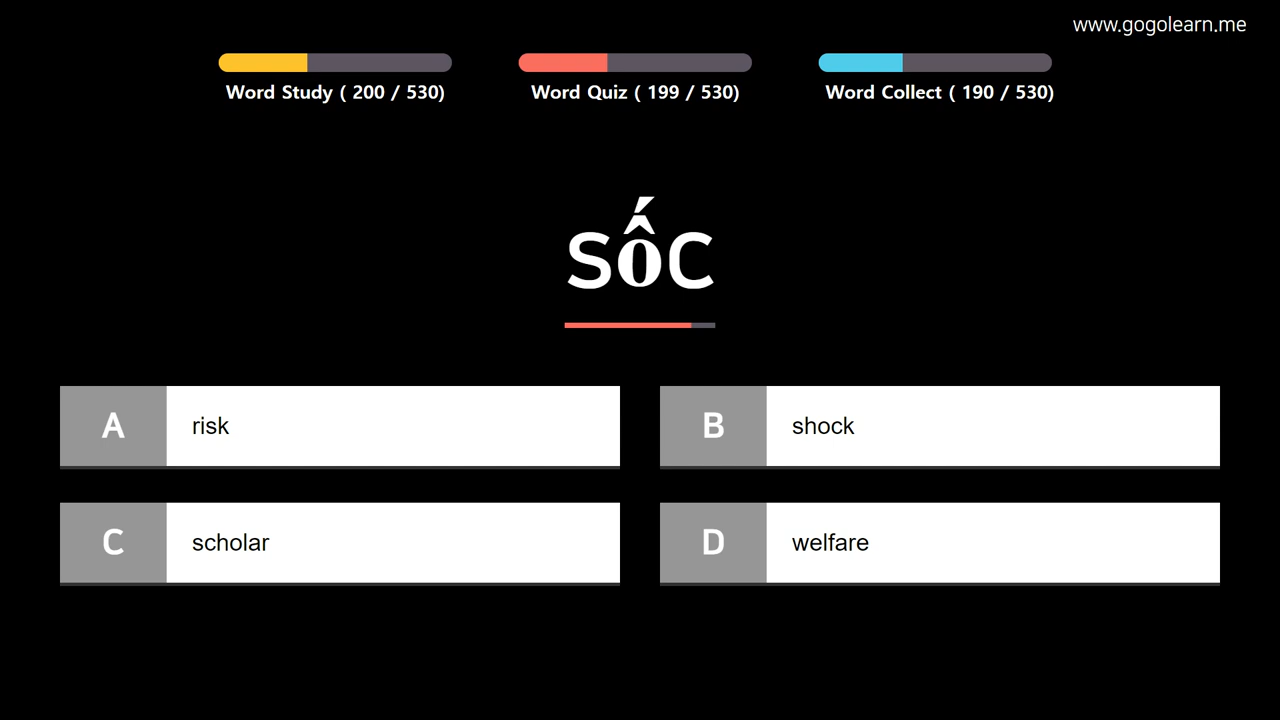 www.gogolearn.me
Word Study ( 200 / 530)
Word Quiz ( 199 / 530)
Word Collect ( 190 / 530)
sốc
A
risk
B
shock
C
scholar
D
welfare